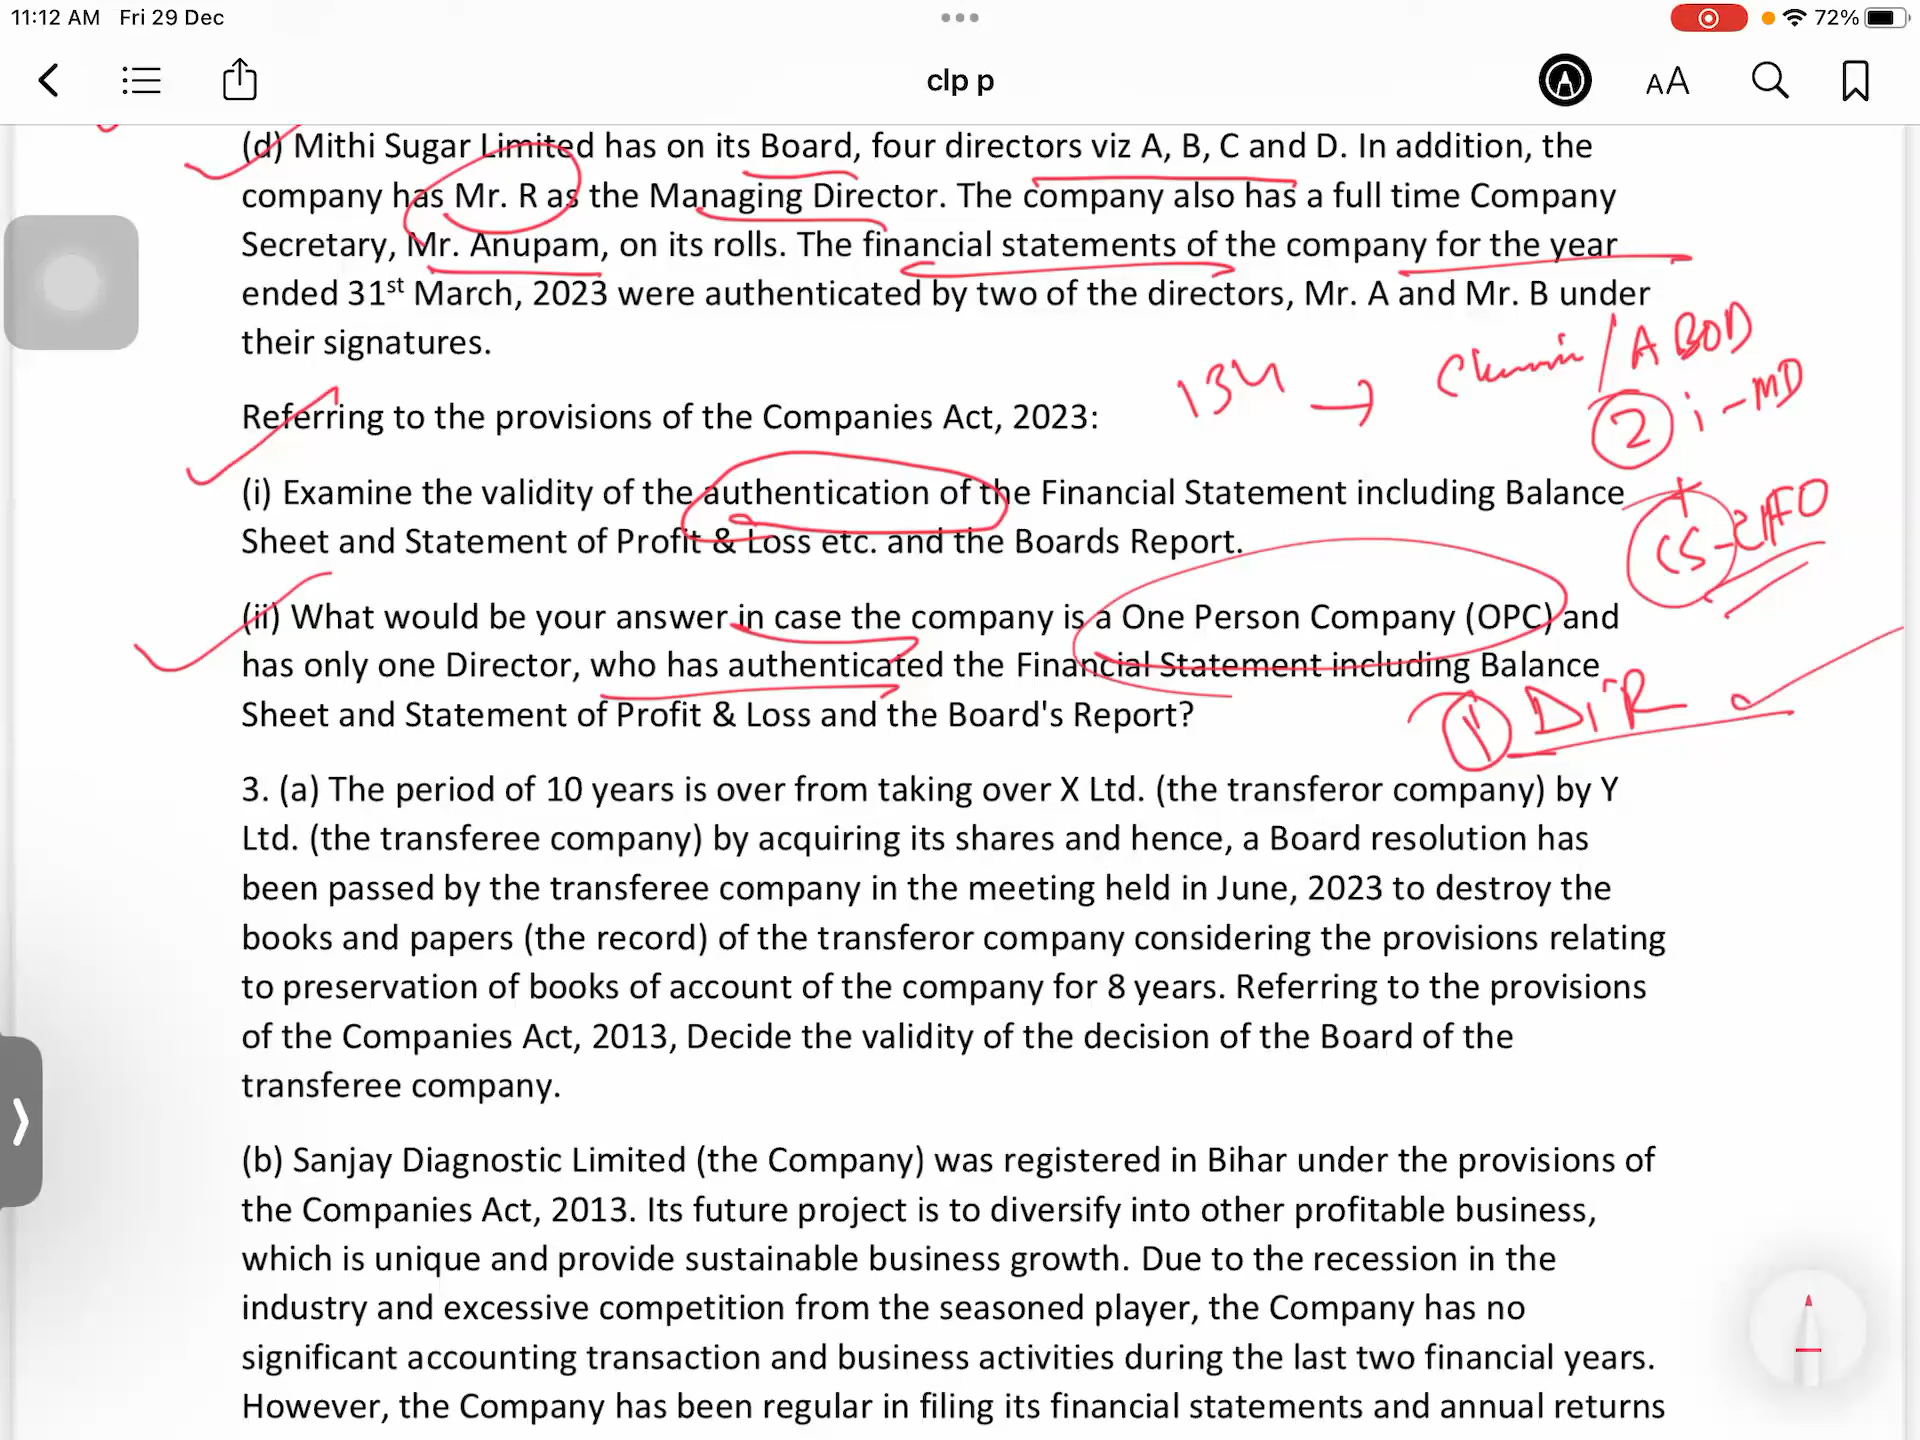 11:12 AM Fri 29 Dec
72%
clp p
AA
(d) Mithi Sugar Limited has on its Board, four directors viz A, B, C and D. In addition, the
company has Mr. R as the Managing Director. The company also has a full time Company
Secretary, Mr. Anupam, on its rolls. The financial statements of the company for the year
ended 31st March, 2023 were authenticated by two of the directors, Mr. A and Mr. B under
their signatures.
134 → / A BOD
2 i - MD
Referring to the provisions of the Companies Act, 2023:
(i) Examine the validity of the authentication of the Financial Statement including Balance
Sheet and Statement of Profit & Loss etc. and the Boards Report.
+
CS
(ii) What would be your answer in case the company is a One Person Company (OPC) and
has only one Director, who has authenticated the Financial Statement including Balance
Sheet and Statement of Profit & Loss and the Board's Report?
1 DiR
3. (a) The period of 10 years is over from taking over X Ltd. (the transferor company) by Y
Ltd. (the transferee company) by acquiring its shares and hence, a Board resolution has
been passed by the transferee company in the meeting held in June, 2023 to destroy the
books and papers (the record) of the transferor company considering the provisions relating
to preservation of books of account of the company for 8 years. Referring to the provisions
of the Companies Act, 2013, Decide the validity of the decision of the Board of the
transferee company.
(b) Sanjay Diagnostic Limited (the Company) was registered in Bihar under the provisions of
the Companies Act, 2013. Its future project is to diversify into other profitable business,
which is unique and provide sustainable business growth. Due to the recession in the
industry and excessive competition from the seasoned player, the Company has no
significant accounting transaction and business activities during the last two financial years.
However, the Company has been regular in filing its financial statements and annual returns